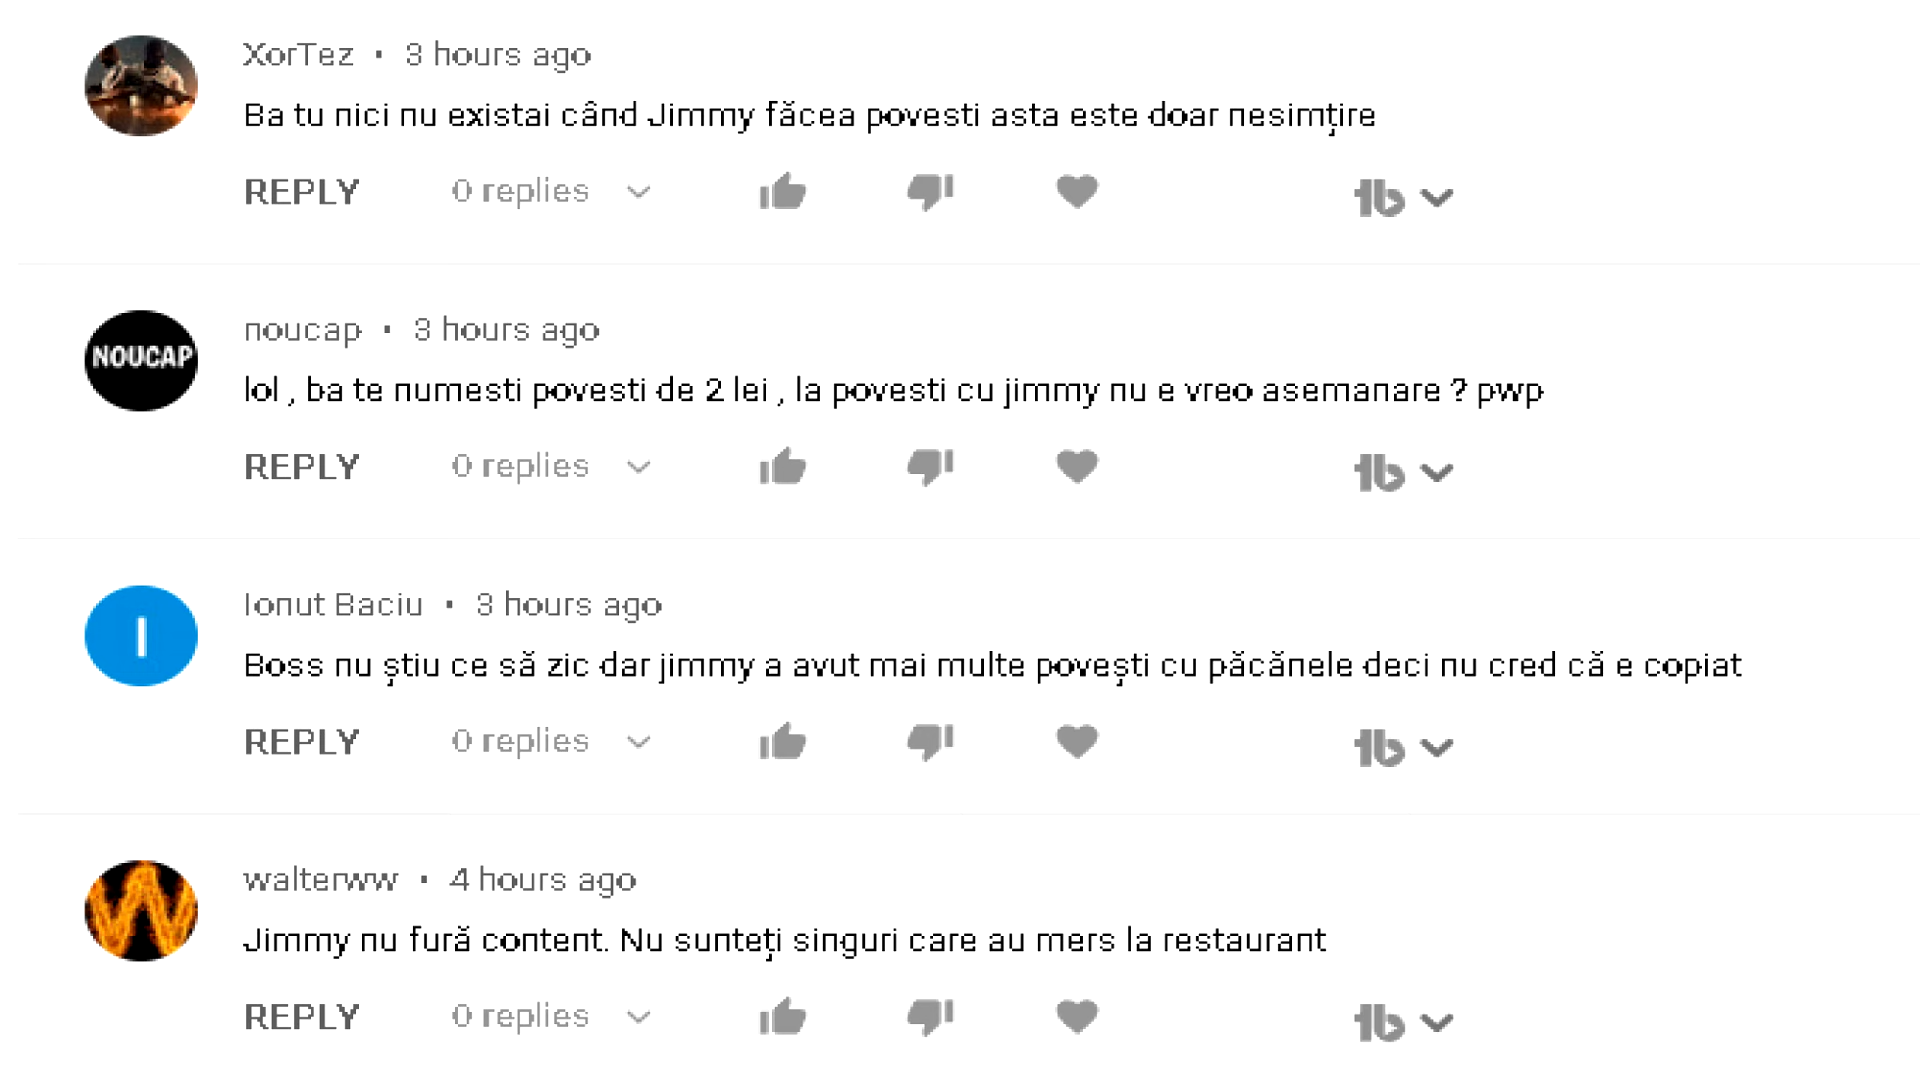 XorTez • 3 hours ago
Ba tu nici nu existai când Jimmy făcea povesti asta este doar nesimțire
REPLY 0 replies
NOUCAP
noucap • 3 hours ago
lol , ba te numesti povesti de 2 lei , la povesti cu jimmy nu e vreo asemanare ? pwp
REPLY 0 replies
I
Ionut Baciu • 3 hours ago
Boss nu știu ce să zic dar jimmy a avut mai multe povești cu păcănele deci nu cred că e copiat
REPLY 0 replies
W
walterww • 4 hours ago
Jimmy nu fură content. Nu sunteți singuri care au mers la restaurant
REPLY 0 replies